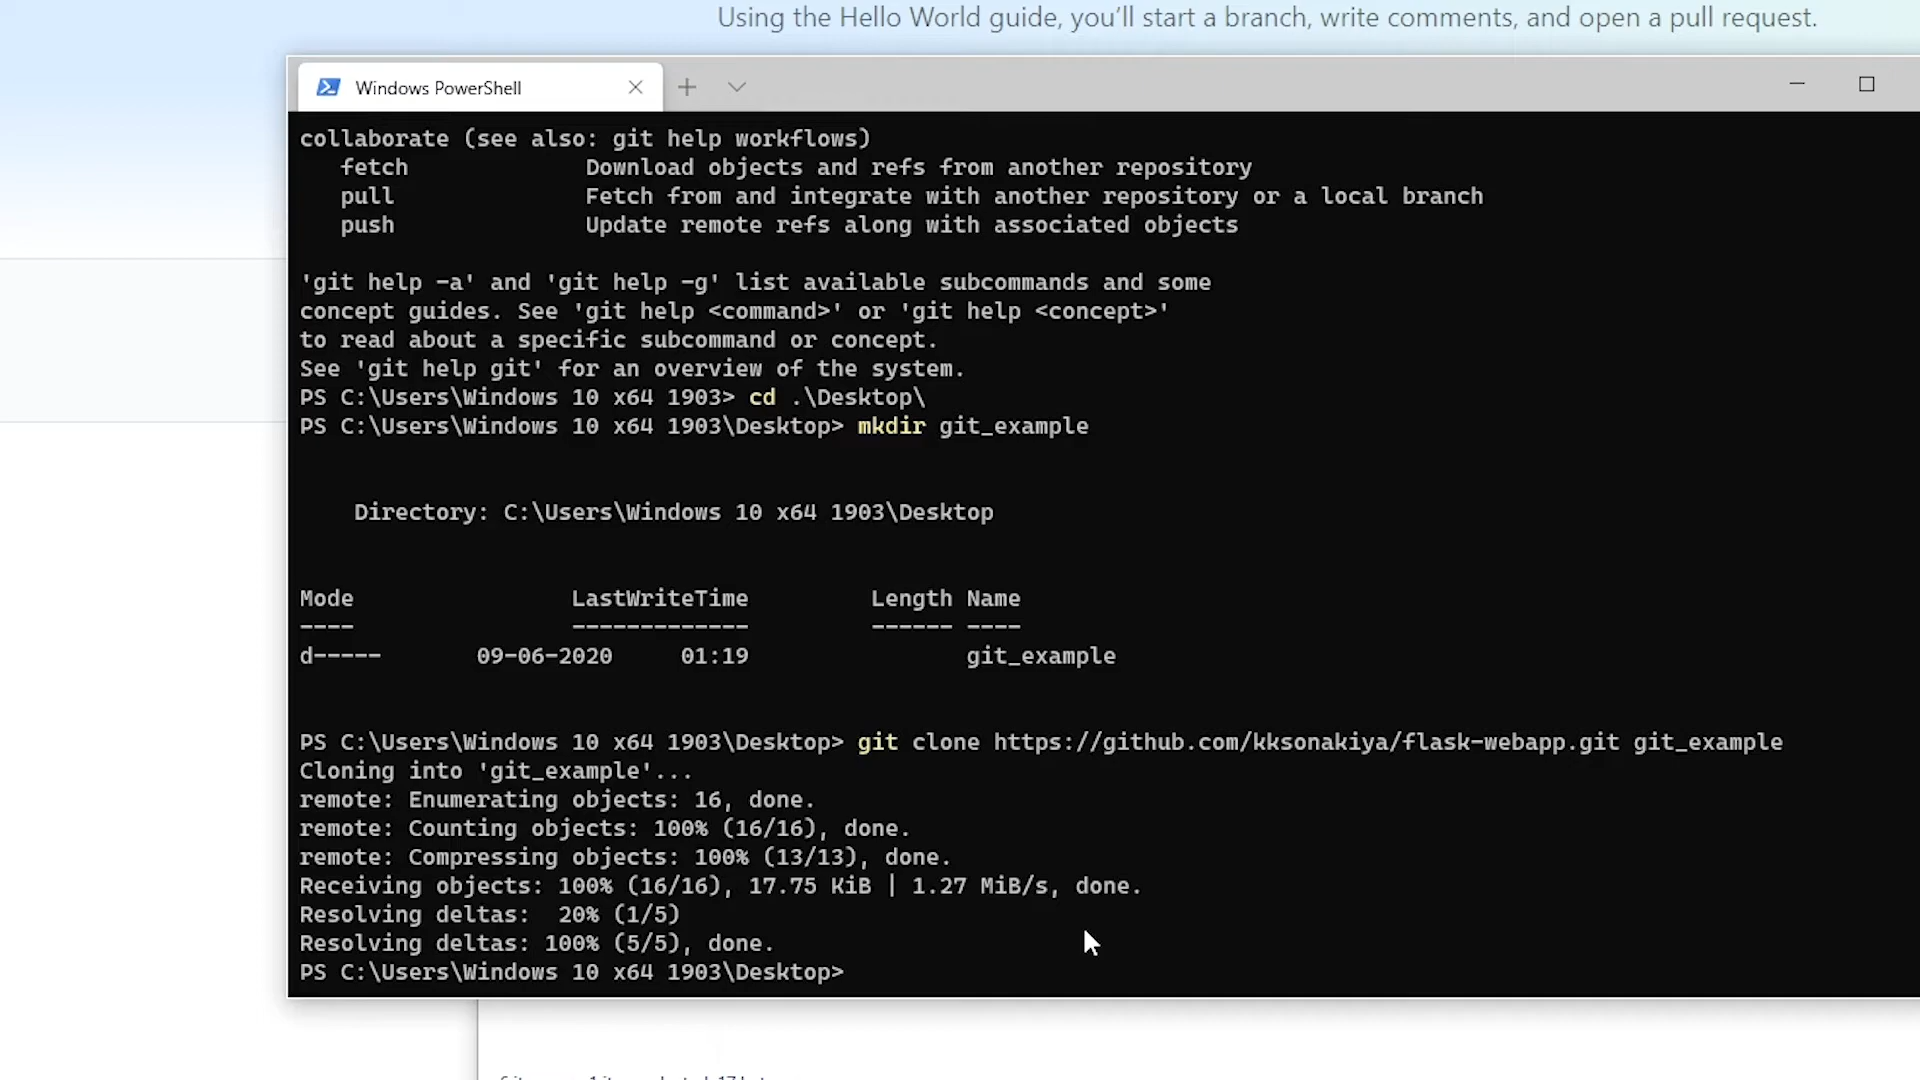 Using the Hello World guide, you’ll start a branch, write comments, and open a pull request.
Windows PowerShell
collaborate (see also: git help workflows)
fetch Download objects and refs from another repository
pull Fetch from and integrate with another repository or a local branch
push Update remote refs along with associated objects
'git help -a' and 'git help -g' list available subcommands and some
concept guides. See 'git help <command>' or 'git help <concept>'
to read about a specific subcommand or concept.
See 'git help git' for an overview of the system.
PS C:\Users\Windows 10 x64 1903> cd .\Desktop\
PS C:\Users\Windows 10 x64 1903\Desktop> mkdir git_example
Directory: C:\Users\Windows 10 x64 1903\Desktop
Mode LastWriteTime Length Name
---- ------------- ------ ----
d----- 09-06-2020 01:19 git_example
PS C:\Users\Windows 10 x64 1903\Desktop> git clone https://github.com/kksonakiya/flask-webapp.git git_example
Cloning into 'git_example'...
remote: Enumerating objects: 16, done.
remote: Counting objects: 100% (16/16), done.
remote: Compressing objects: 100% (13/13), done.
Receiving objects: 100% (16/16), 17.75 KiB | 1.27 MiB/s, done.
Resolving deltas:  20% (1/5)
Resolving deltas: 100% (5/5), done.
PS C:\Users\Windows 10 x64 1903\Desktop>